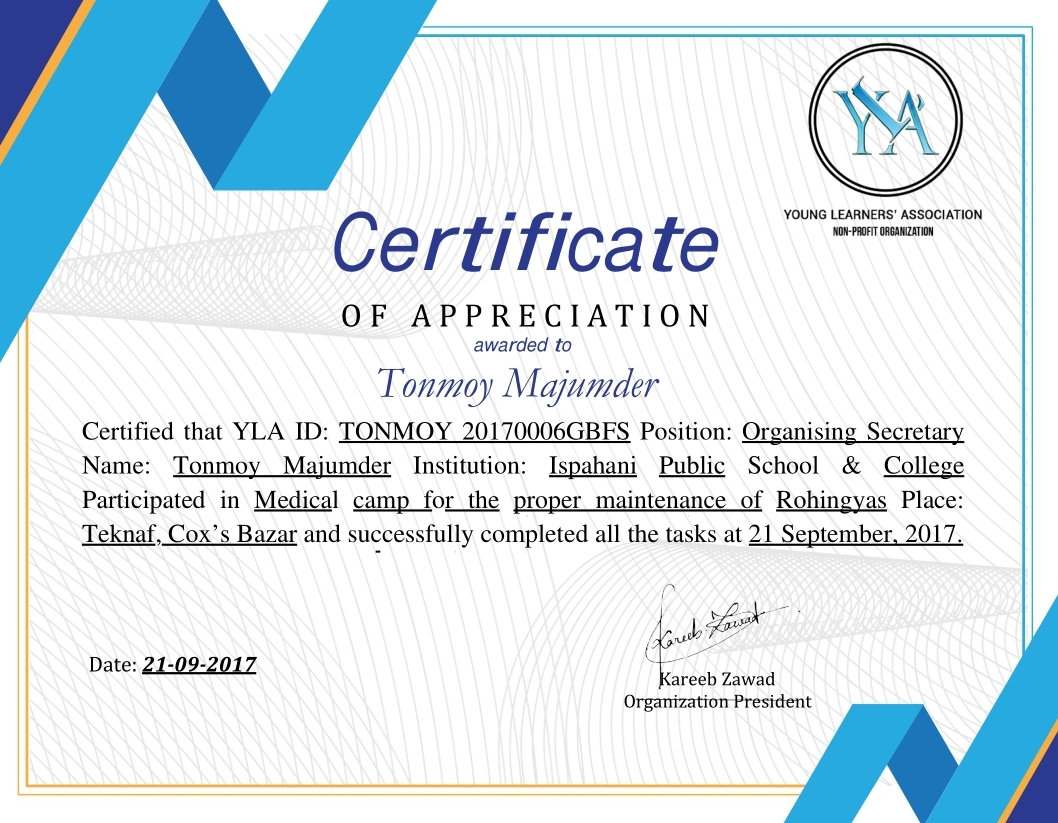 YYA
YOUNG LEARNERS' ASSOCIATION
NON-PROFIT ORGANIZATION
Certificate
OF APPRECIATION
awarded to
Tonmoy Majumder
Certified that YLA ID: TONMOY 20170006GBFS Position: Organising Secretary
Name: Tonmoy Majumder Institution: Ispahani Public School & College
Participated in Medical camp for the proper maintenance of Rohingyas Place:
Teknaf, Cox's Bazar and successfully completed all the tasks at 21 September, 2017.
Kareeb Zawad
Date: 21-09-2017
Kareeb Zawad
Organization President